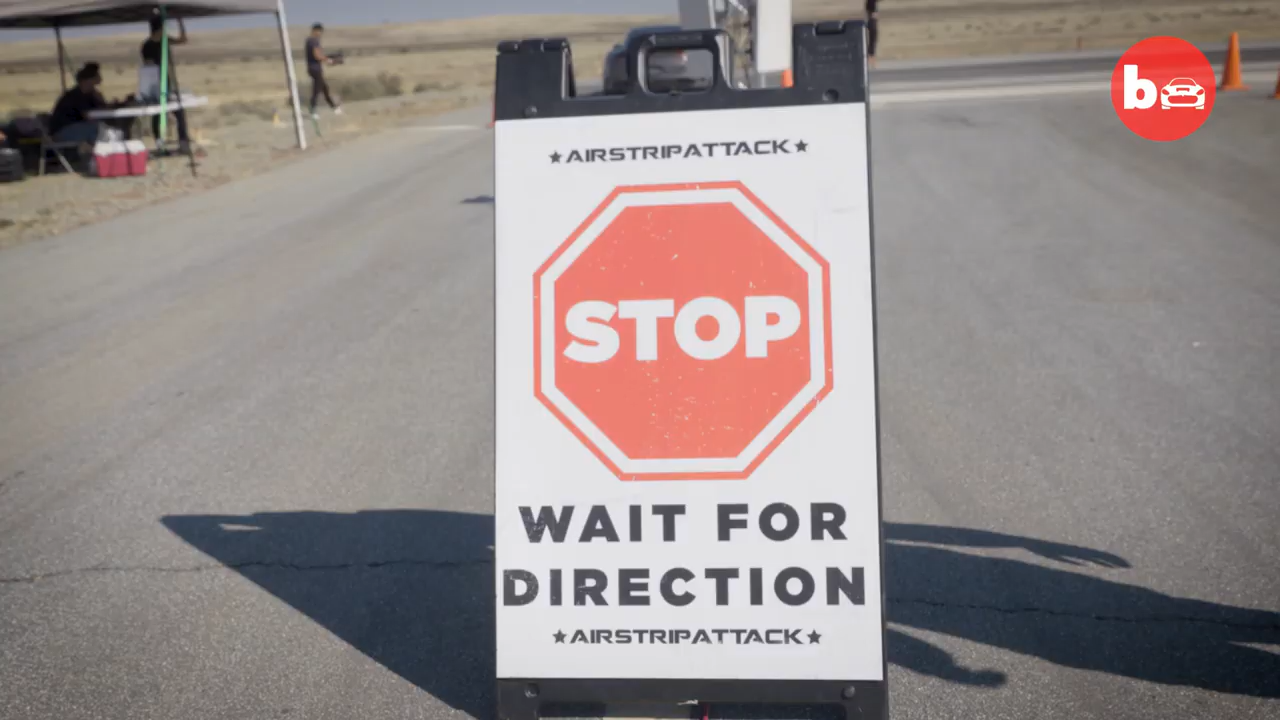 b
★AIRSTRIPATTACK★
STOP
WAIT FOR
DIRECTION
★AIRSTRIPATTACK★